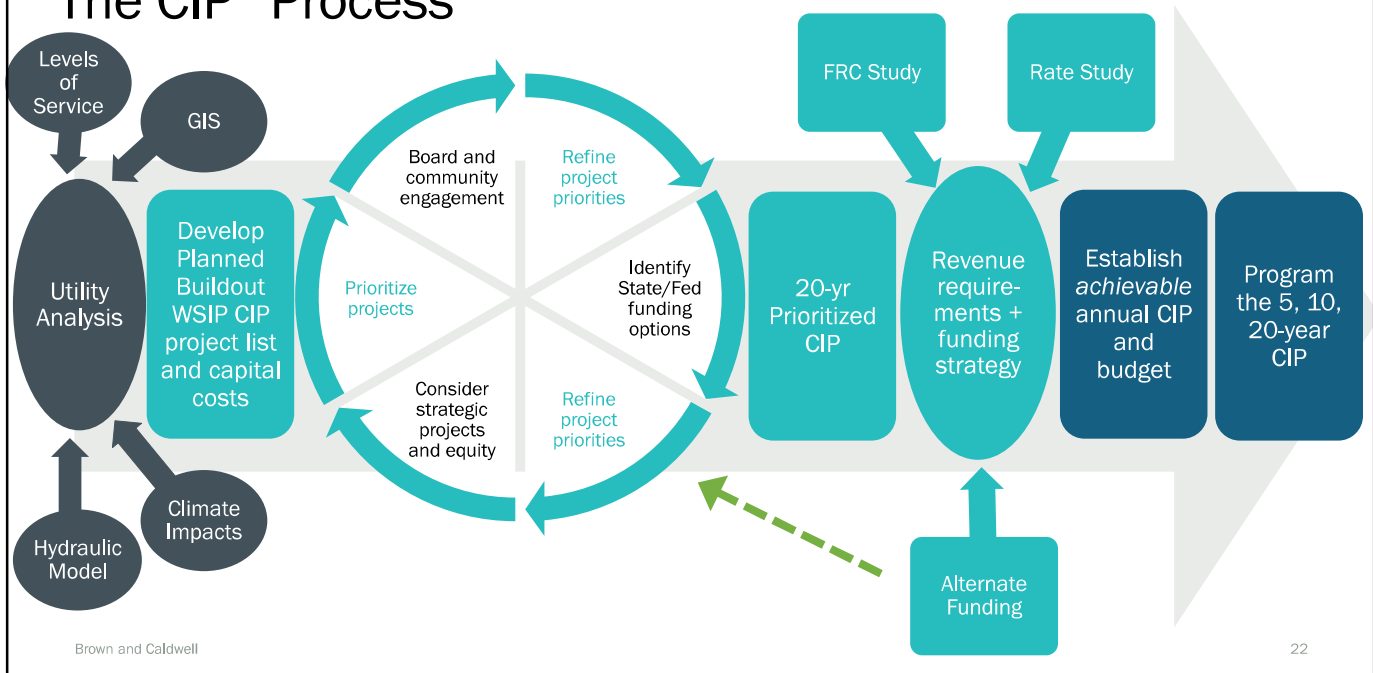 The CIP Process
Levels
of
Service
GIS
Utility
Analysis
Hydraulic
Model
Climate
Impacts
Develop
Planned
Buildout
WSIP CIP
project list
and capital
costs
Prioritize
projects
Board and
community
engagement
Refine
project
priorities
Identify
State/Fed
funding
options
Refine
project
priorities
Consider
strategic
projects
and equity
20-yr
Prioritized
CIP
FRC Study
Rate Study
Revenue
require-
ments +
funding
strategy
Alternate
Funding
Establish
achievable
annual CIP
and
budget
Program
the 5, 10,
20-year
CIP
Brown and Caldwell
22